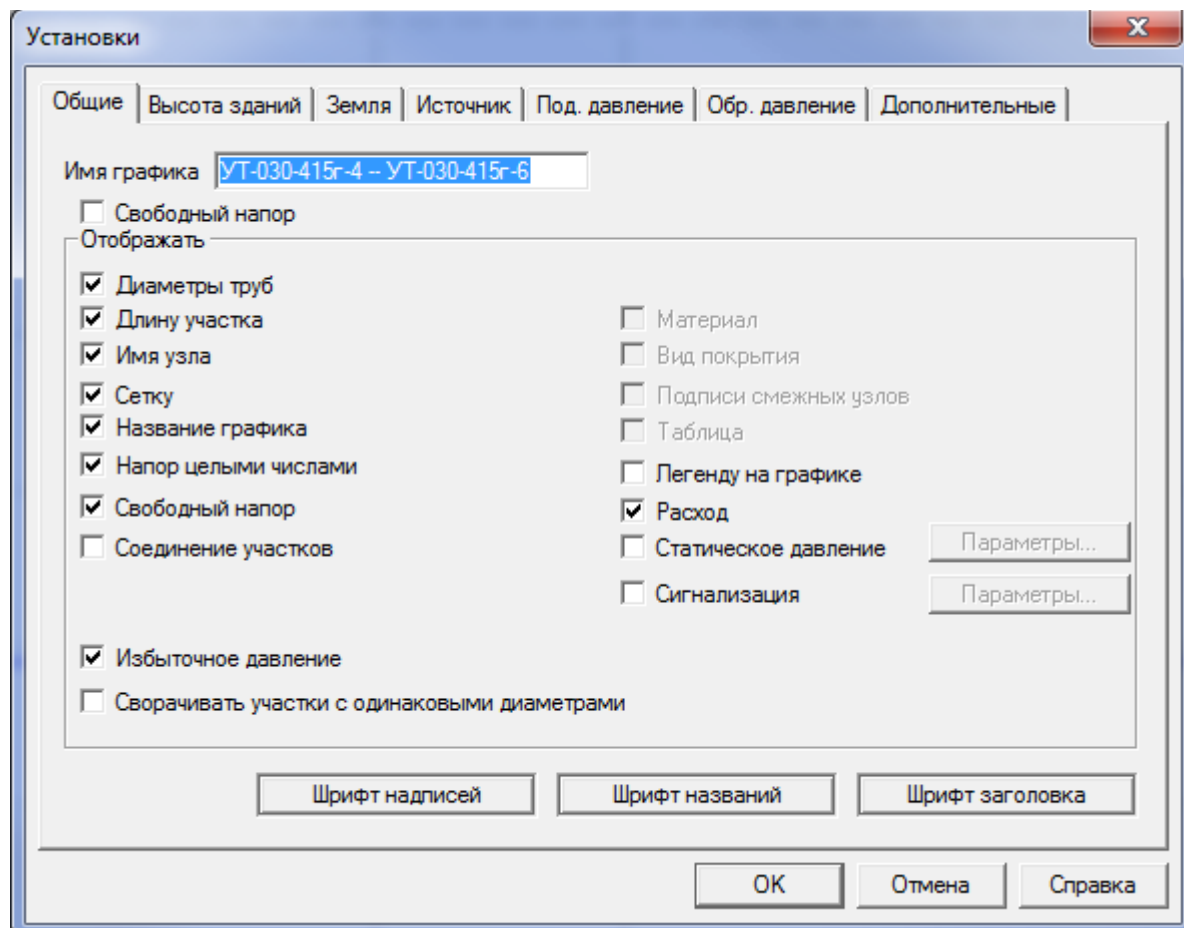 Установки
Общие Высота зданий Земля Источник Под. давление Обр. давление Дополнительные
Имя графика УТ-030-415г-4 -- УТ-030-415г-6
Свободный напор
Отображать
Диаметры труб
Длину участка Материал
Имя узла Вид покрытия
Сетку Подписи смежных узлов
Название графика Таблица
Напор целыми числами Легенду на графике
Свободный напор Расход
Соединение участков Статическое давление Параметры...
Сигнализация Параметры...
Избыточное давление
Сворачивать участки с одинаковыми диаметрами
Шрифт надписей Шрифт названий Шрифт заголовка
OK Отмена Справка